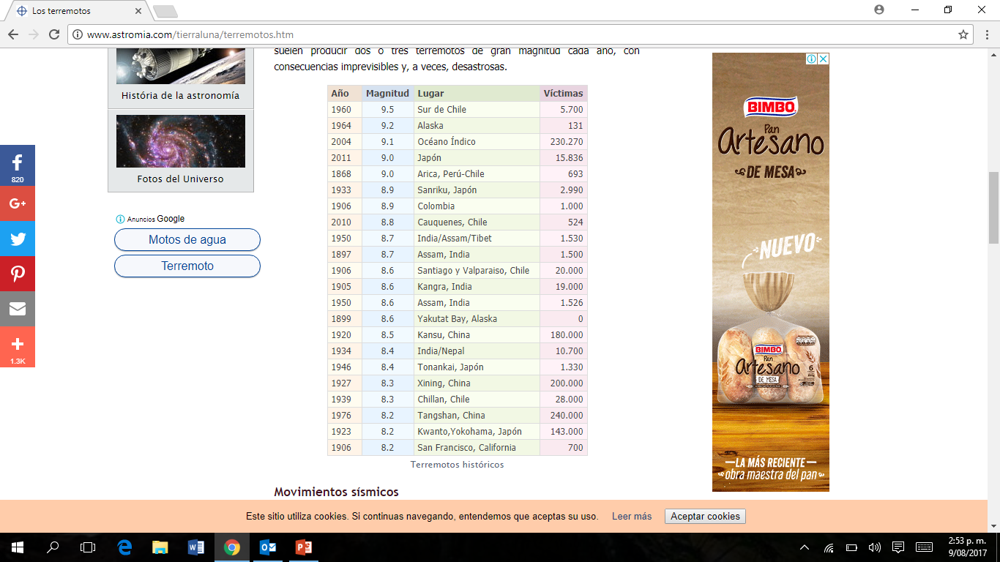 Los terremotos
www.astromia.com/tierraluna/terremotos.htm
suelen producir dos o tres terremotos de gran magnitud cada año, con
consecuencias imprevisibles y, a veces, desastrosas.
História de la astronomía
Fotos del Universo
820
G+
1.3K
Anuncios Google
Motos de agua
Terremoto
Año Magnitud Lugar Víctimas
1960 9.5 Sur de Chile 5.700
1964 9.2 Alaska 131
2004 9.1 Océano Índico 230.270
2011 9.0 Japón 15.836
1868 9.0 Arica, Perú-Chile 693
1933 8.9 Sanriku, Japón 2.990
1906 8.9 Colombia 1.000
2010 8.8 Cauquenes, Chile 524
1950 8.7 India/Assam/Tibet 1.530
1897 8.7 Assam, India 1.500
1906 8.6 Santiago y Valparaiso, Chile 20.000
1905 8.6 Kangra, India 19.000
1950 8.6 Assam, India 1.526
1899 8.6 Yakutat Bay, Alaska 0
1920 8.5 Kansu, China 180.000
1934 8.4 India/Nepal 10.700
1946 8.4 Tonankai, Japón 1.330
1927 8.3 Xining, China 200.000
1939 8.3 Chillan, Chile 28.000
1976 8.2 Tangshan, China 240.000
1923 8.2 Kwanto,Yokohama, Japón 143.000
1906 8.2 San Francisco, California 700
Terremotos históricos
Movimientos sísmicos
BIMBO
Pan
Artesano
DE MESA
NUEVO
BIMBO
Pan
Artesano
DE MESA
6
LA MÁS RECIENTE
obra maestra del pan
Este sitio utiliza cookies. Si continuas navegando, entendemos que aceptas su uso. Leer más Aceptar cookies
2:53 p. m.
9/08/2017